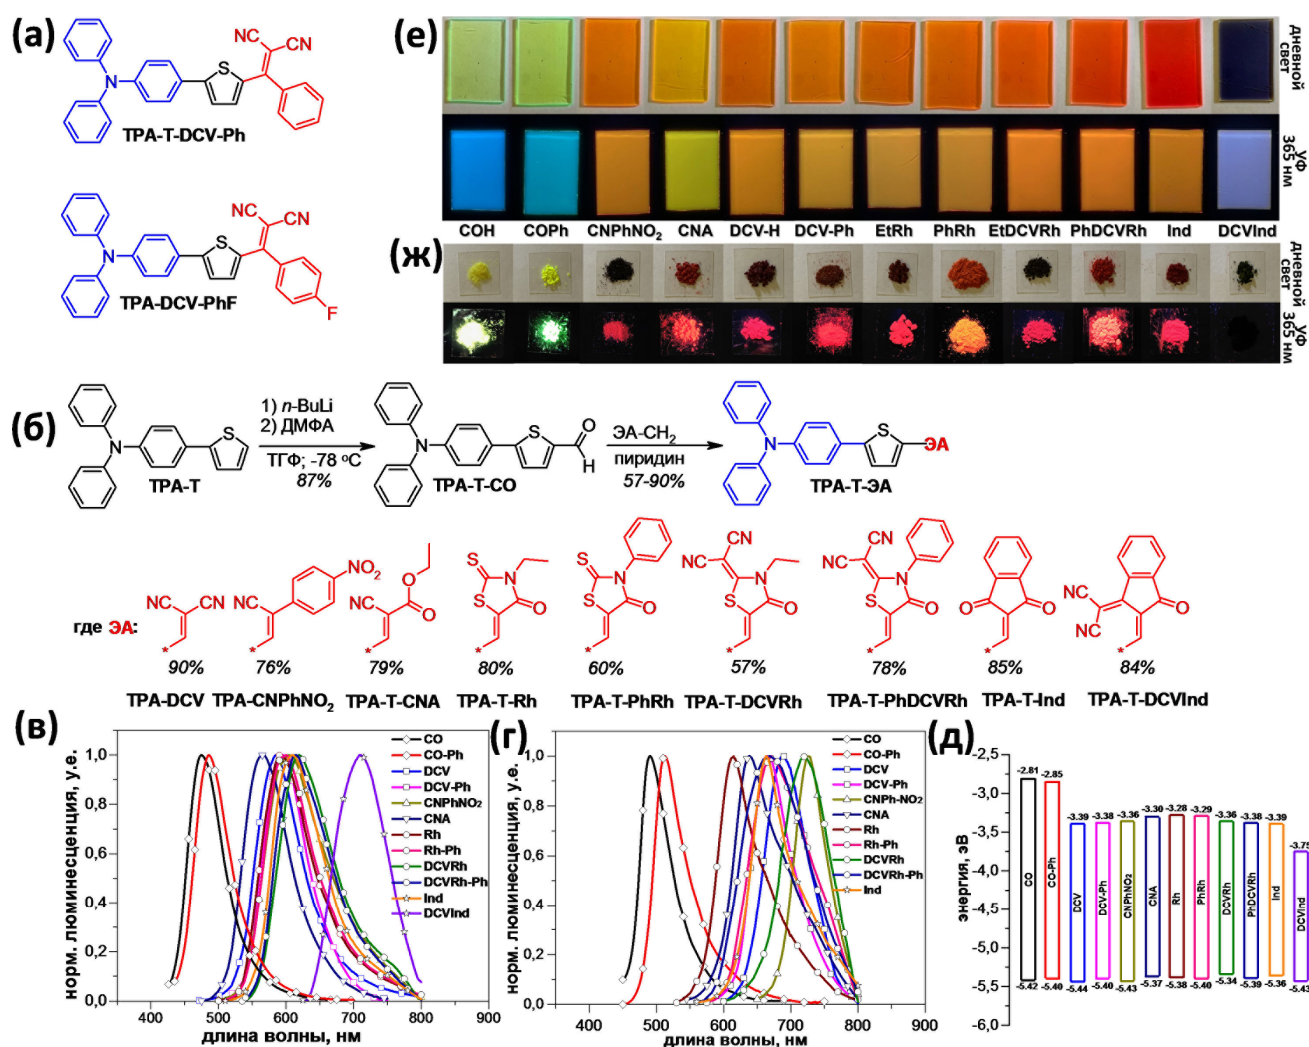 (а)
NC
CN
N
S
TPA-T-DCV-Ph
NC
CN
N
S
F
TPA-DCV-PhF
(е)
дневной свет
УФ 365 нм
COH COPh CNPhNO₂ CNA DCV-H DCV-Ph EtRh PhRh EtDCVRh PhDCVRh Ind DCVInd
(ж)
дневной свет
УФ 365 нм
(б)
N
S
TPA-T
1) n-BuLi
2) ДМФА
ТГФ; -78 °C
87%
N
S
O
H
TPA-T-CO
ЭА-CH₂
пиридин
57-90%
N
S
ЭА
TPA-T-ЭА
где ЭА:
NC CN
*
90%
TPA-DCV
NC
NO₂
*
76%
TPA-CNPhNO₂
NC
O
O
*
79%
TPA-T-CNA
S
N
S
O
*
80%
TPA-T-Rh
S
N
S
O
*
60%
TPA-T-PhRh
CN
NC
N
S
O
*
57%
TPA-T-DCVRh
CN
NC
N
S
O
*
78%
TPA-T-PhDCVRh
O
O
*
85%
TPA-T-Ind
NC
CN
O
*
84%
TPA-T-DCVInd
(в)
норм. люминесценция, у.е.
1,0
0,8
0,6
0,4
0,2
0,0
400 500 600 700 800 900
длина волны, нм
CO
CO-Ph
DCV
DCV-Ph
CNPhNO₂
CNA
Rh
Rh-Ph
DCVRh
DCVRh-Ph
Ind
DCVInd
(г)
норм. люминесценция, у.е.
1,0
0,8
0,6
0,4
0,2
0,0
400 500 600 700 800 900
длина волны, нм
CO
CO-Ph
DCV
DCV-Ph
CNPh-NO₂
CNA
Rh
Rh-Ph
DCVRh
DCVRh-Ph
Ind
(д)
энергия, эВ
-2,5
-3,0
-3,5
-4,0
-4,5
-5,0
-5,5
-6,0
-2.81 -2.85 -3.39 -3.38 -3.36 -3.30 -3.28 -3.29 -3.36 -3.38 -3.39 -3.75
CO CO-Ph DCV DCV-Ph CNPhNO₂ CNA Rh PhRh DCVRh PhDCVRh Ind DCVInd
-5.42 -5.40 -5.44 -5.40 -5.43 -5.37 -5.38 -5.40 -5.34 -5.39 -5.36 -5.43